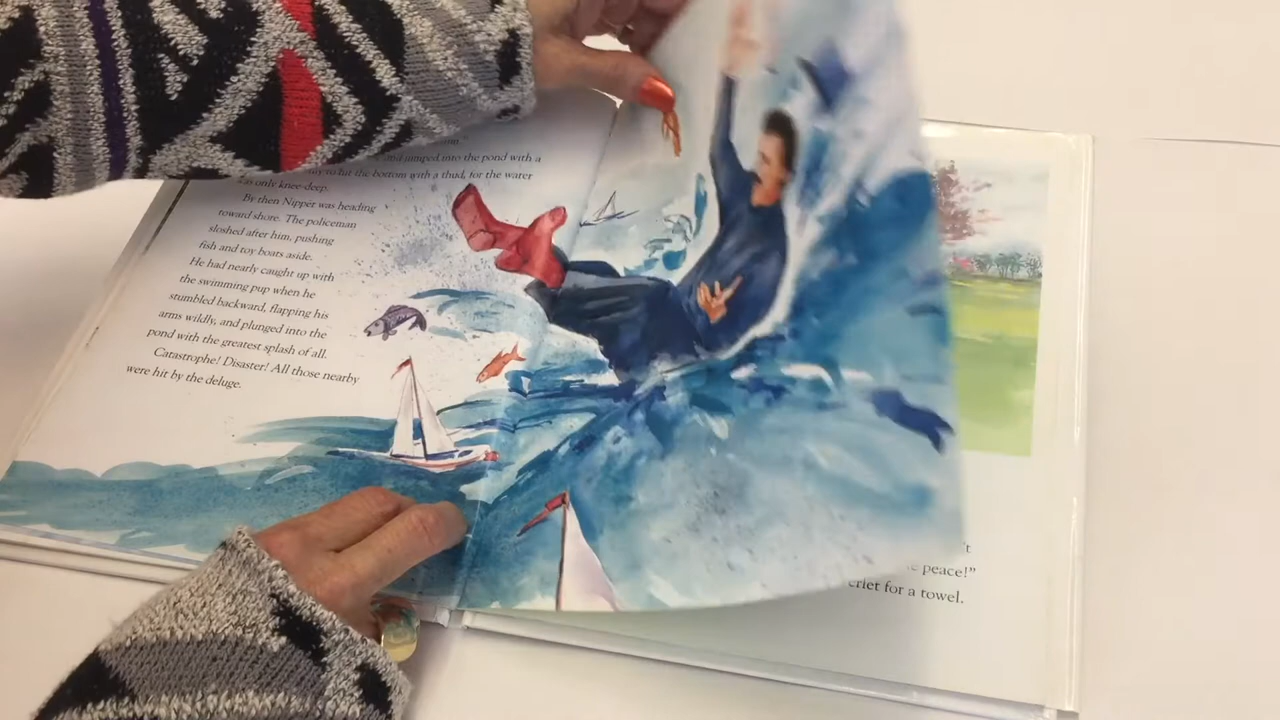 and jumped into the pond with a
to hit the bottom with a thud, for the water
was only knee-deep.
By then Nipper was heading
toward shore. The policeman
sloshed after him, pushing
fish and toy boats aside.
He had nearly caught up with
the swimming pup when he
stumbled backward, flapping his
arms wildly, and plunged into the
pond with the greatest splash of all.
Catastrophe! Disaster! All those nearby
were hit by the deluge.
peace!"
for a towel.